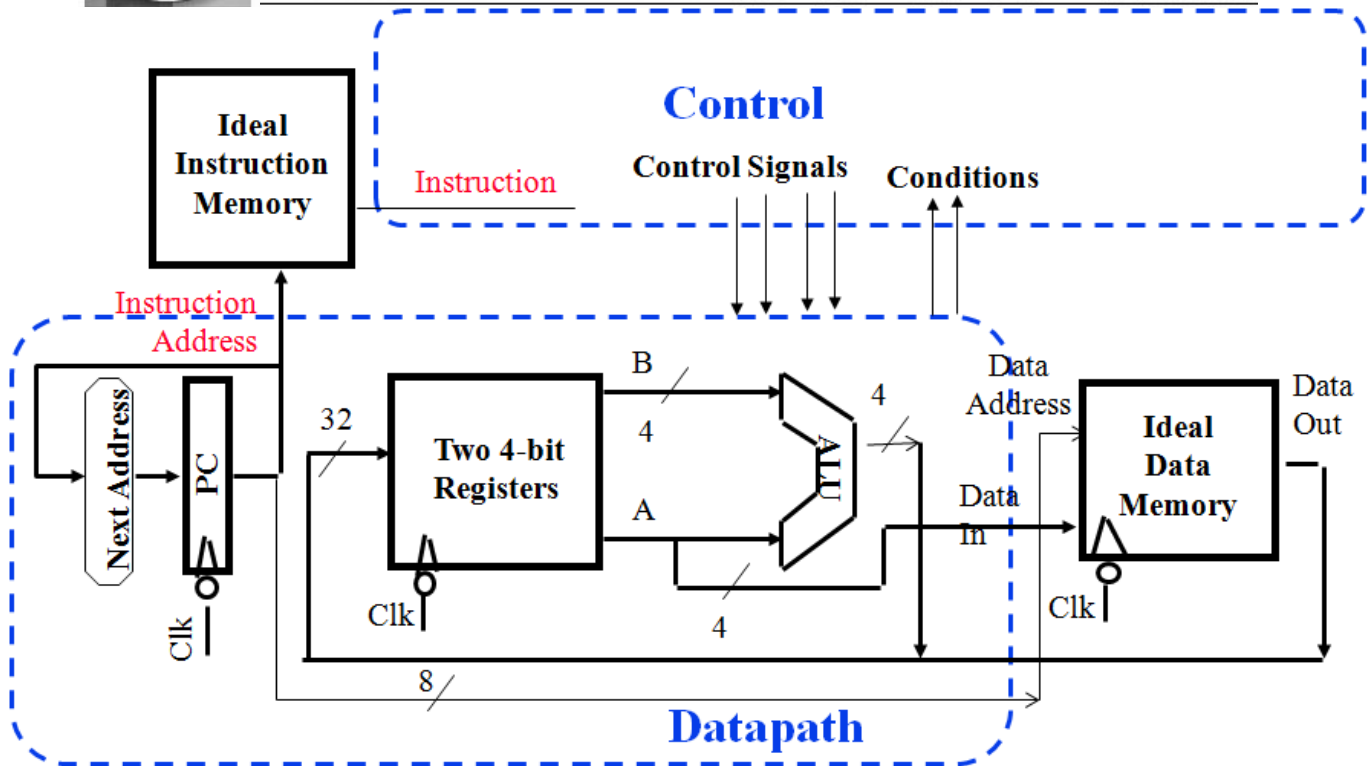 Control
Ideal
Instruction
Memory
Instruction
Control Signals
Conditions
Instruction
Address
Next Address
PC
Clk
32
Two 4-bit
Registers
Clk
B
4
A
4
ALU
4
Data
Address
Data
In
Ideal
Data
Memory
Clk
Data
Out
8
Datapath